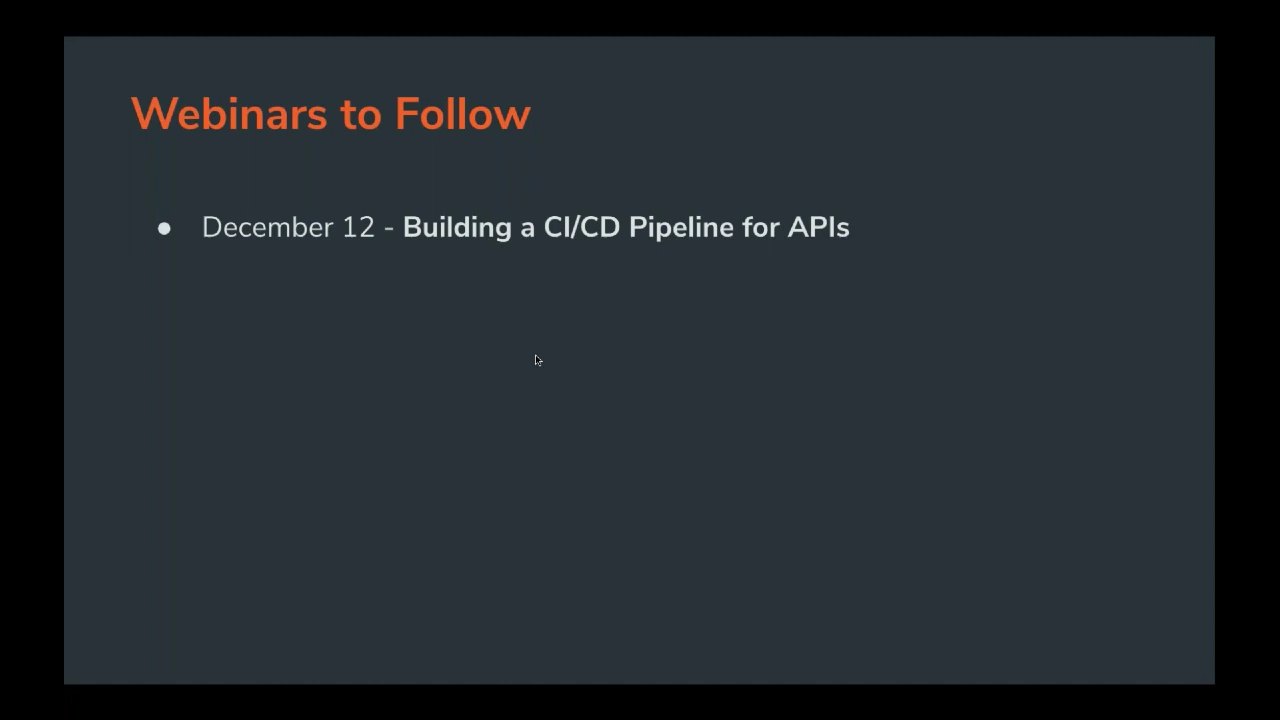 Webinars to Follow
● December 12 - Building a CI/CD Pipeline for APIs